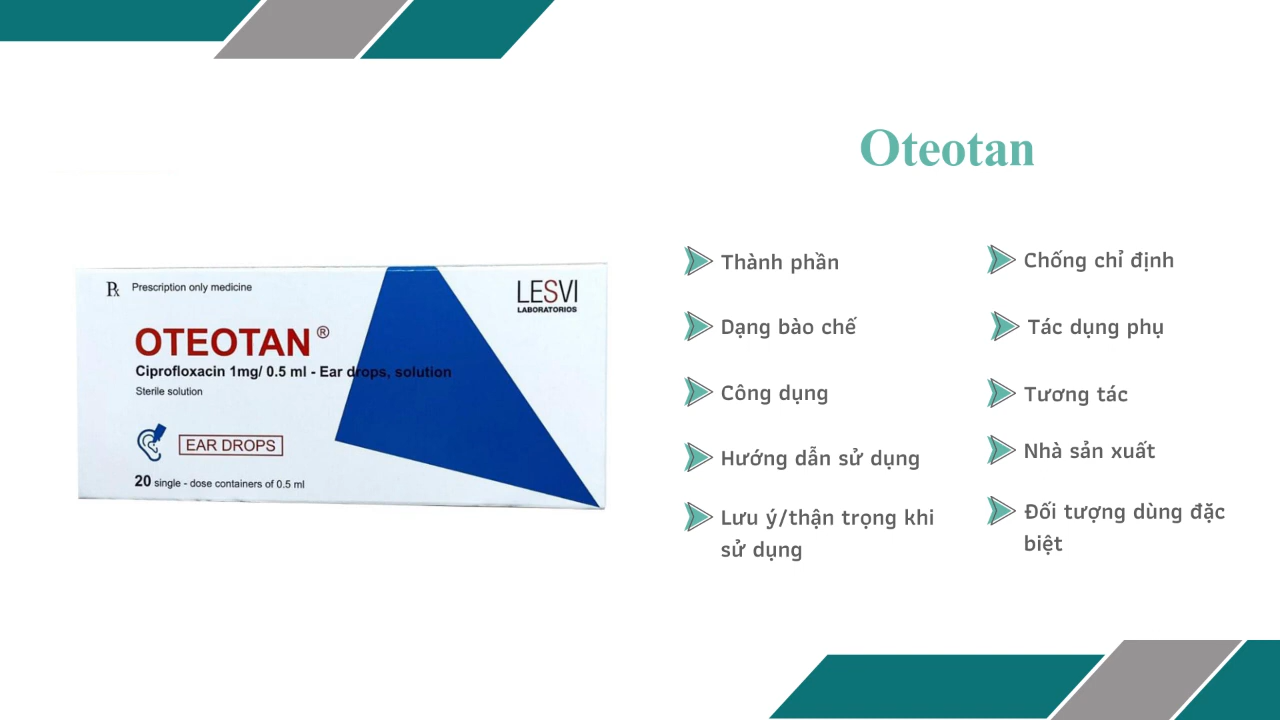 Oteotan
℞ Prescription only medicine
LESVI
LABORATORIOS
OTEOTAN®
Ciprofloxacin 1mg/ 0.5 ml - Ear drops, solution
Sterile solution
EAR DROPS
20 single - dose containers of 0.5 ml
Thành phần
Dạng bào chế
Công dụng
Hướng dẫn sử dụng
Lưu ý/thận trọng khi
sử dụng
Chống chỉ định
Tác dụng phụ
Tương tác
Nhà sản xuất
Đối tượng dùng đặc
biệt